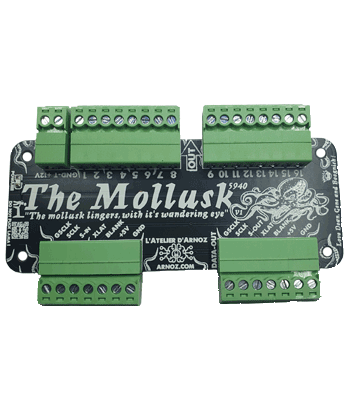 GND-T-+12V
8 7 6 5 4 3 2 1
OUT
16 15 14 13 12 11 10 9
The Mollusk
5940
"The mollusk lingers, with it's wandering eye"
GSCLK
SCLK
S-IN
XLAT
BLANK
+5V
GND
L'ATELIER D'ARNOZ
ARNOZ.COM
DATA-OUT
GSCLK
SCLK
S-OUT
XLAT
BLANK
+5V
GND